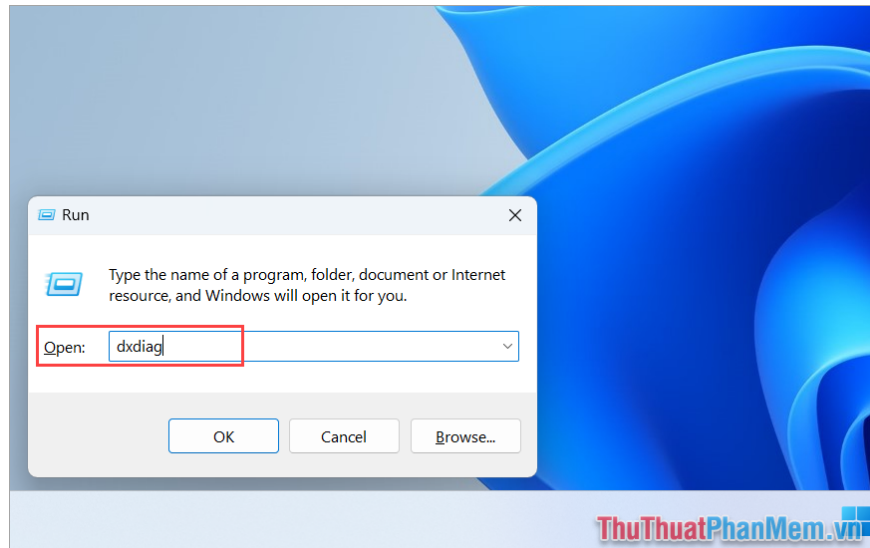 Run
Type the name of a program, folder, document or Internet
resource, and Windows will open it for you.
Open: dxdiag
OK Cancel Browse...
ThuThuatPhanMem.vn